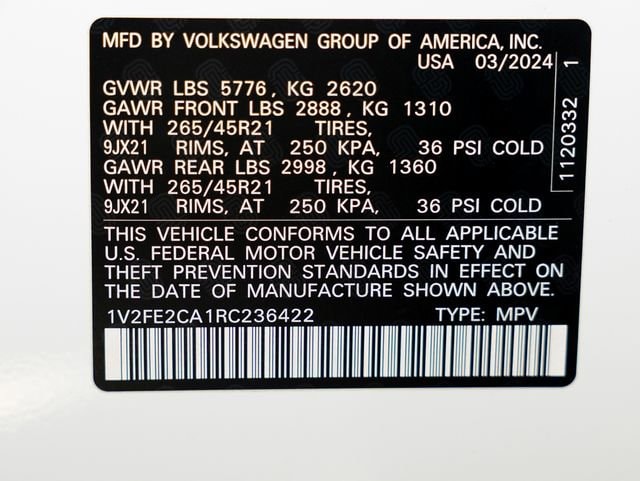 MFD BY VOLKSWAGEN GROUP OF AMERICA, INC.
USA 03/2024
GVWR LBS 5776, KG 2620
GAWR FRONT LBS 2888, KG 1310
WITH 265/45R21 TIRES,
9JX21 RIMS, AT 250 KPA, 36 PSI COLD
GAWR REAR LBS 2998, KG 1360
WITH 265/45R21 TIRES,
9JX21 RIMS, AT 250 KPA, 36 PSI COLD
1120332 1
THIS VEHICLE CONFORMS TO ALL APPLICABLE
U.S. FEDERAL MOTOR VEHICLE SAFETY AND
THEFT PREVENTION STANDARDS IN EFFECT ON
THE DATE OF MANUFACTURE SHOWN ABOVE.
1V2FE2CA1RC236422 TYPE: MPV